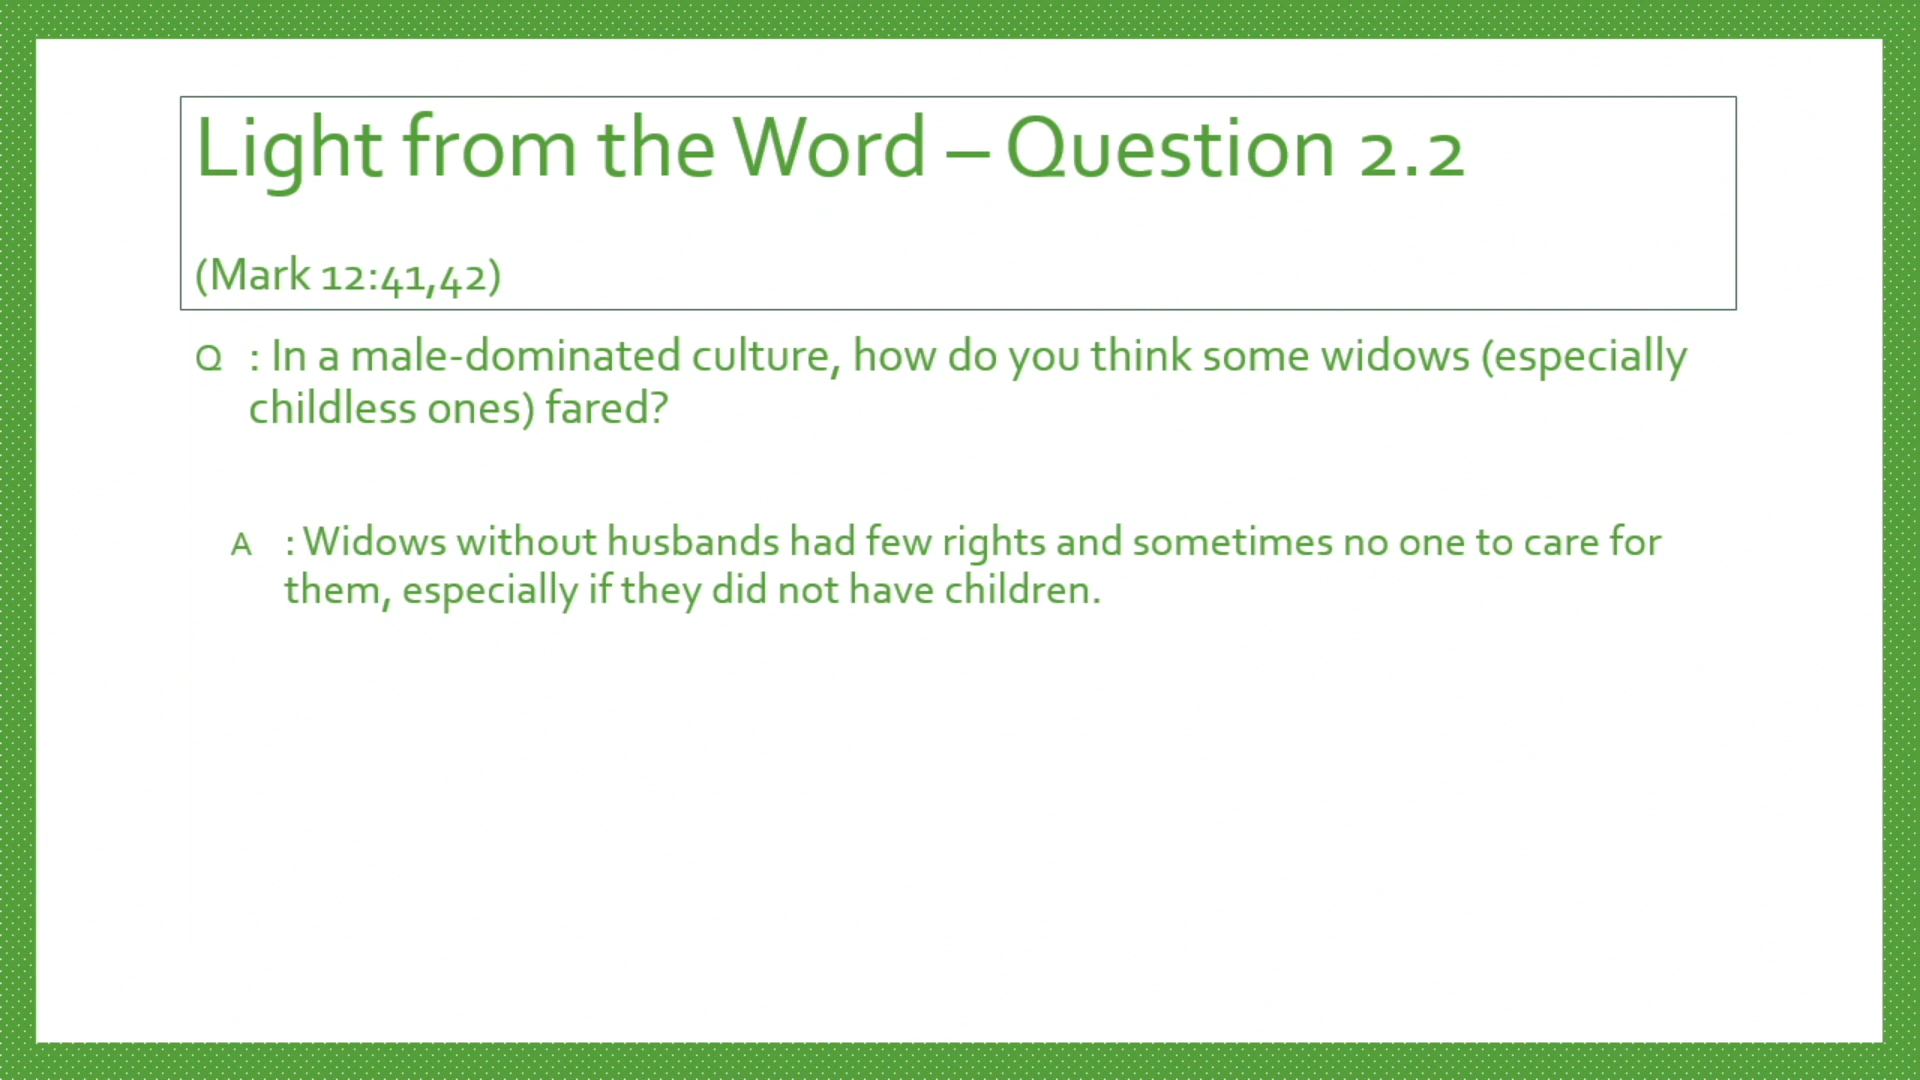 Light from the Word – Question 2.2
(Mark 12:41,42)
Q : In a male-dominated culture, how do you think some widows (especially
childless ones) fared?
A : Widows without husbands had few rights and sometimes no one to care for
them, especially if they did not have children.